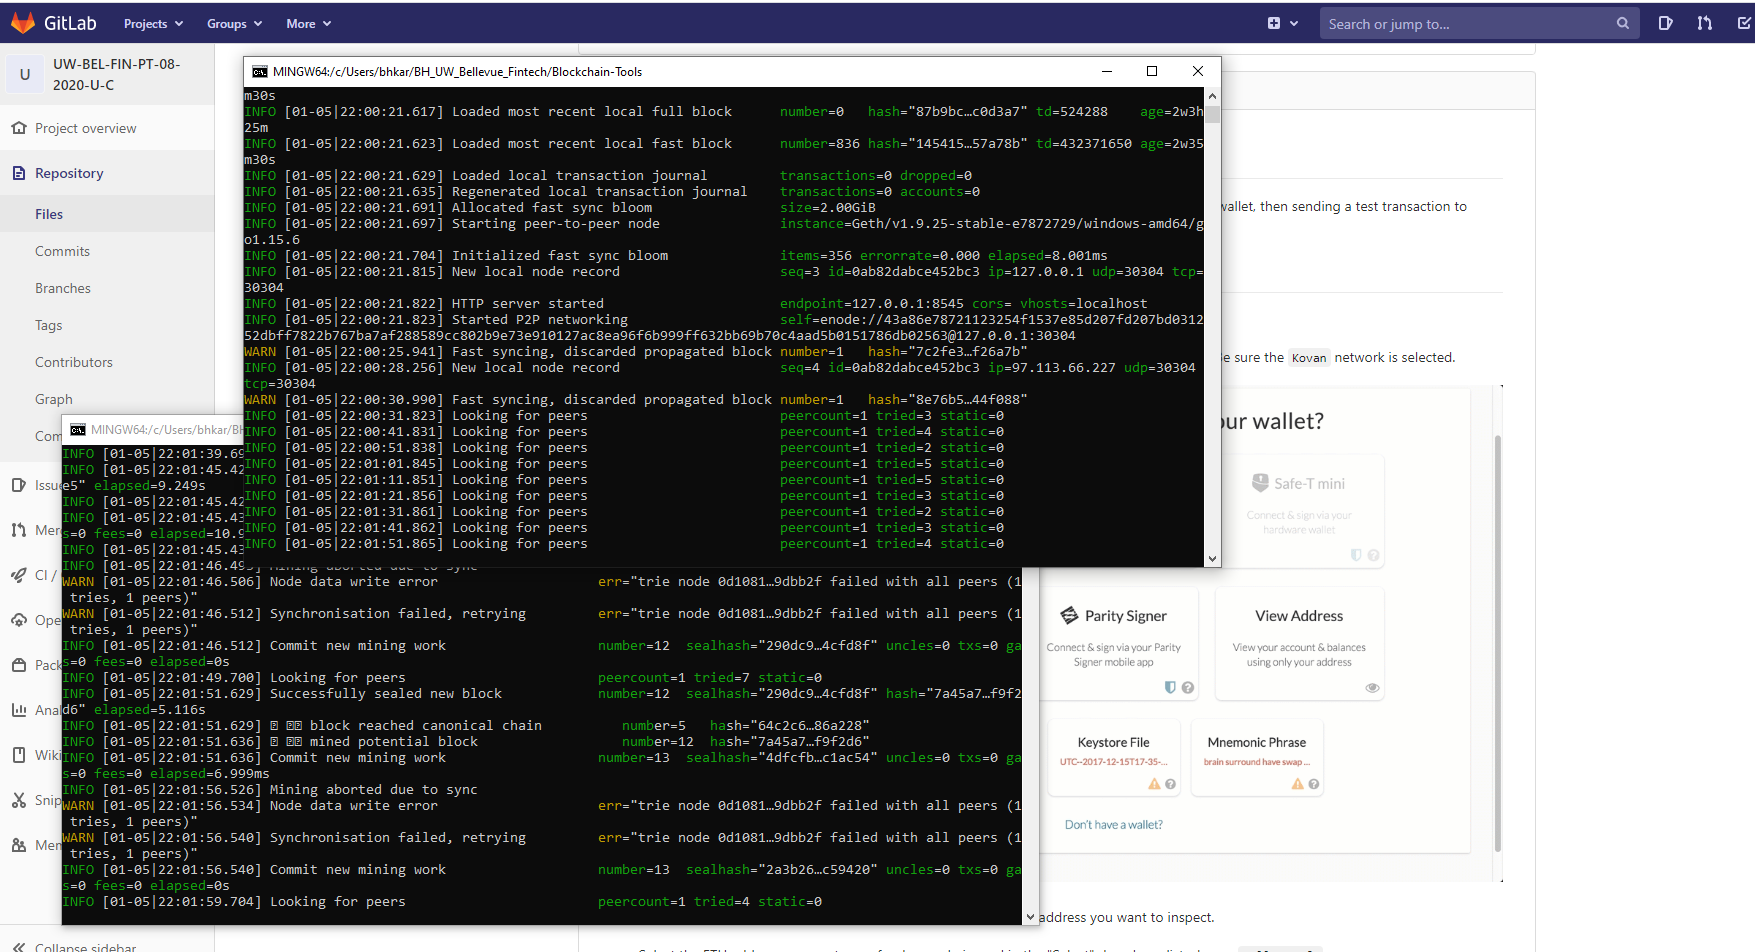 GitLab Projects Groups More Search or jump to...
U UW-BEL-FIN-PT-08-
2020-U-C
Project overview
Repository
Files
Commits
Branches
Tags
Contributors
Graph
Com
Issue
Mer
CI /
Ope
Pack
Anal
Wiki
Snip
Mem
Collapse sidebar
MINGW64:/c/Users/bhkar/BH_UW_Bellevue_Fintech/Blockchain-Tools
m30s
INFO [01-05|22:00:21.617] Loaded most recent local full block number=0 hash="87b9bc…c0d3a7" td=524288 age=2w3h
25m
INFO [01-05|22:00:21.623] Loaded most recent local fast block number=836 hash="145415…57a78b" td=432371650 age=2w35
m30s
INFO [01-05|22:00:21.629] Loaded local transaction journal transactions=0 dropped=0
INFO [01-05|22:00:21.635] Regenerated local transaction journal transactions=0 accounts=0
INFO [01-05|22:00:21.691] Allocated fast sync bloom size=2.00GiB
INFO [01-05|22:00:21.697] Starting peer-to-peer node instance=Geth/v1.9.25-stable-e7872729/windows-amd64/g
o1.15.6
INFO [01-05|22:00:21.704] Initialized fast sync bloom items=356 errorrate=0.000 elapsed=8.001ms
INFO [01-05|22:00:21.815] New local node record seq=3 id=0ab82dabce452bc3 ip=127.0.0.1 udp=30304 tcp=
30304
INFO [01-05|22:00:21.822] HTTP server started endpoint=127.0.0.1:8545 cors= vhosts=localhost
INFO [01-05|22:00:21.823] Started P2P networking self=enode://43a86e78721123254f1537e85d207fd207bd0312
52dbff7822b767ba7af288589cc802b9e73e910127ac8ea96f6b999ff632bb69b70c4aad5b0151786db02563@127.0.0.1:30304
WARN [01-05|22:00:25.941] Fast syncing, discarded propagated block number=1 hash="7c2fe3…f26a7b"
INFO [01-05|22:00:28.256] New local node record seq=4 id=0ab82dabce452bc3 ip=97.113.66.227 udp=30304
tcp=30304
WARN [01-05|22:00:30.990] Fast syncing, discarded propagated block number=1 hash="8e76b5…44f088"
INFO [01-05|22:00:31.823] Looking for peers peercount=1 tried=3 static=0
INFO [01-05|22:00:41.831] Looking for peers peercount=1 tried=4 static=0
INFO [01-05|22:00:51.838] Looking for peers peercount=1 tried=2 static=0
INFO [01-05|22:01:01.845] Looking for peers peercount=1 tried=5 static=0
INFO [01-05|22:01:11.851] Looking for peers peercount=1 tried=5 static=0
INFO [01-05|22:01:21.856] Looking for peers peercount=1 tried=3 static=0
INFO [01-05|22:01:31.861] Looking for peers peercount=1 tried=2 static=0
INFO [01-05|22:01:41.862] Looking for peers peercount=1 tried=3 static=0
INFO [01-05|22:01:51.865] Looking for peers peercount=1 tried=4 static=0
MINGW64:/c/Users/bhkar/BH
INFO [01-05|22:01:39.69
INFO [01-05|22:01:45.42
e5" elapsed=9.249s
INFO [01-05|22:01:45.42
INFO [01-05|22:01:45.43
s=0 fees=0 elapsed=10.9
INFO [01-05|22:01:45.43
INFO [01-05|22:01:46.495] Mining aborted due to sync
WARN [01-05|22:01:46.506] Node data write error err="trie node 0d1081…9dbb2f failed with all peers (1
tries, 1 peers)"
WARN [01-05|22:01:46.512] Synchronisation failed, retrying err="trie node 0d1081…9dbb2f failed with all peers (1
tries, 1 peers)"
INFO [01-05|22:01:46.512] Commit new mining work number=12 sealhash="290dc9…4cfd8f" uncles=0 txs=0 ga
s=0 fees=0 elapsed=0s
INFO [01-05|22:01:49.700] Looking for peers peercount=1 tried=7 static=0
INFO [01-05|22:01:51.629] Successfully sealed new block number=12 sealhash="290dc9…4cfd8f" hash="7a45a7…f9f2
d6" elapsed=5.116s
INFO [01-05|22:01:51.629] block reached canonical chain number=5 hash="64c2c6…86a228"
INFO [01-05|22:01:51.636] mined potential block number=12 hash="7a45a7…f9f2d6"
INFO [01-05|22:01:51.636] Commit new mining work number=13 sealhash="4dfcfb…c1ac54" uncles=0 txs=0 ga
s=0 fees=0 elapsed=6.999ms
INFO [01-05|22:01:56.526] Mining aborted due to sync
WARN [01-05|22:01:56.534] Node data write error err="trie node 0d1081…9dbb2f failed with all peers (1
tries, 1 peers)"
WARN [01-05|22:01:56.540] Synchronisation failed, retrying err="trie node 0d1081…9dbb2f failed with all peers (1
tries, 1 peers)"
INFO [01-05|22:01:56.540] Commit new mining work number=13 sealhash="2a3b26…c59420" uncles=0 txs=0 ga
s=0 fees=0 elapsed=0s
INFO [01-05|22:01:59.704] Looking for peers peercount=1 tried=4 static=0
wallet, then sending a test transaction to
Be sure the Kovan network is selected.
our wallet?
Safe-T mini
Connect & sign via your
hardware wallet
Parity Signer
Connect & sign via your Parity
Signer mobile app
View Address
View your account & balances
using only your address
Keystore File
UTC--2017-12-15T17-35-...
Mnemonic Phrase
brain surround have swap ...
Don't have a wallet?
address you want to inspect.